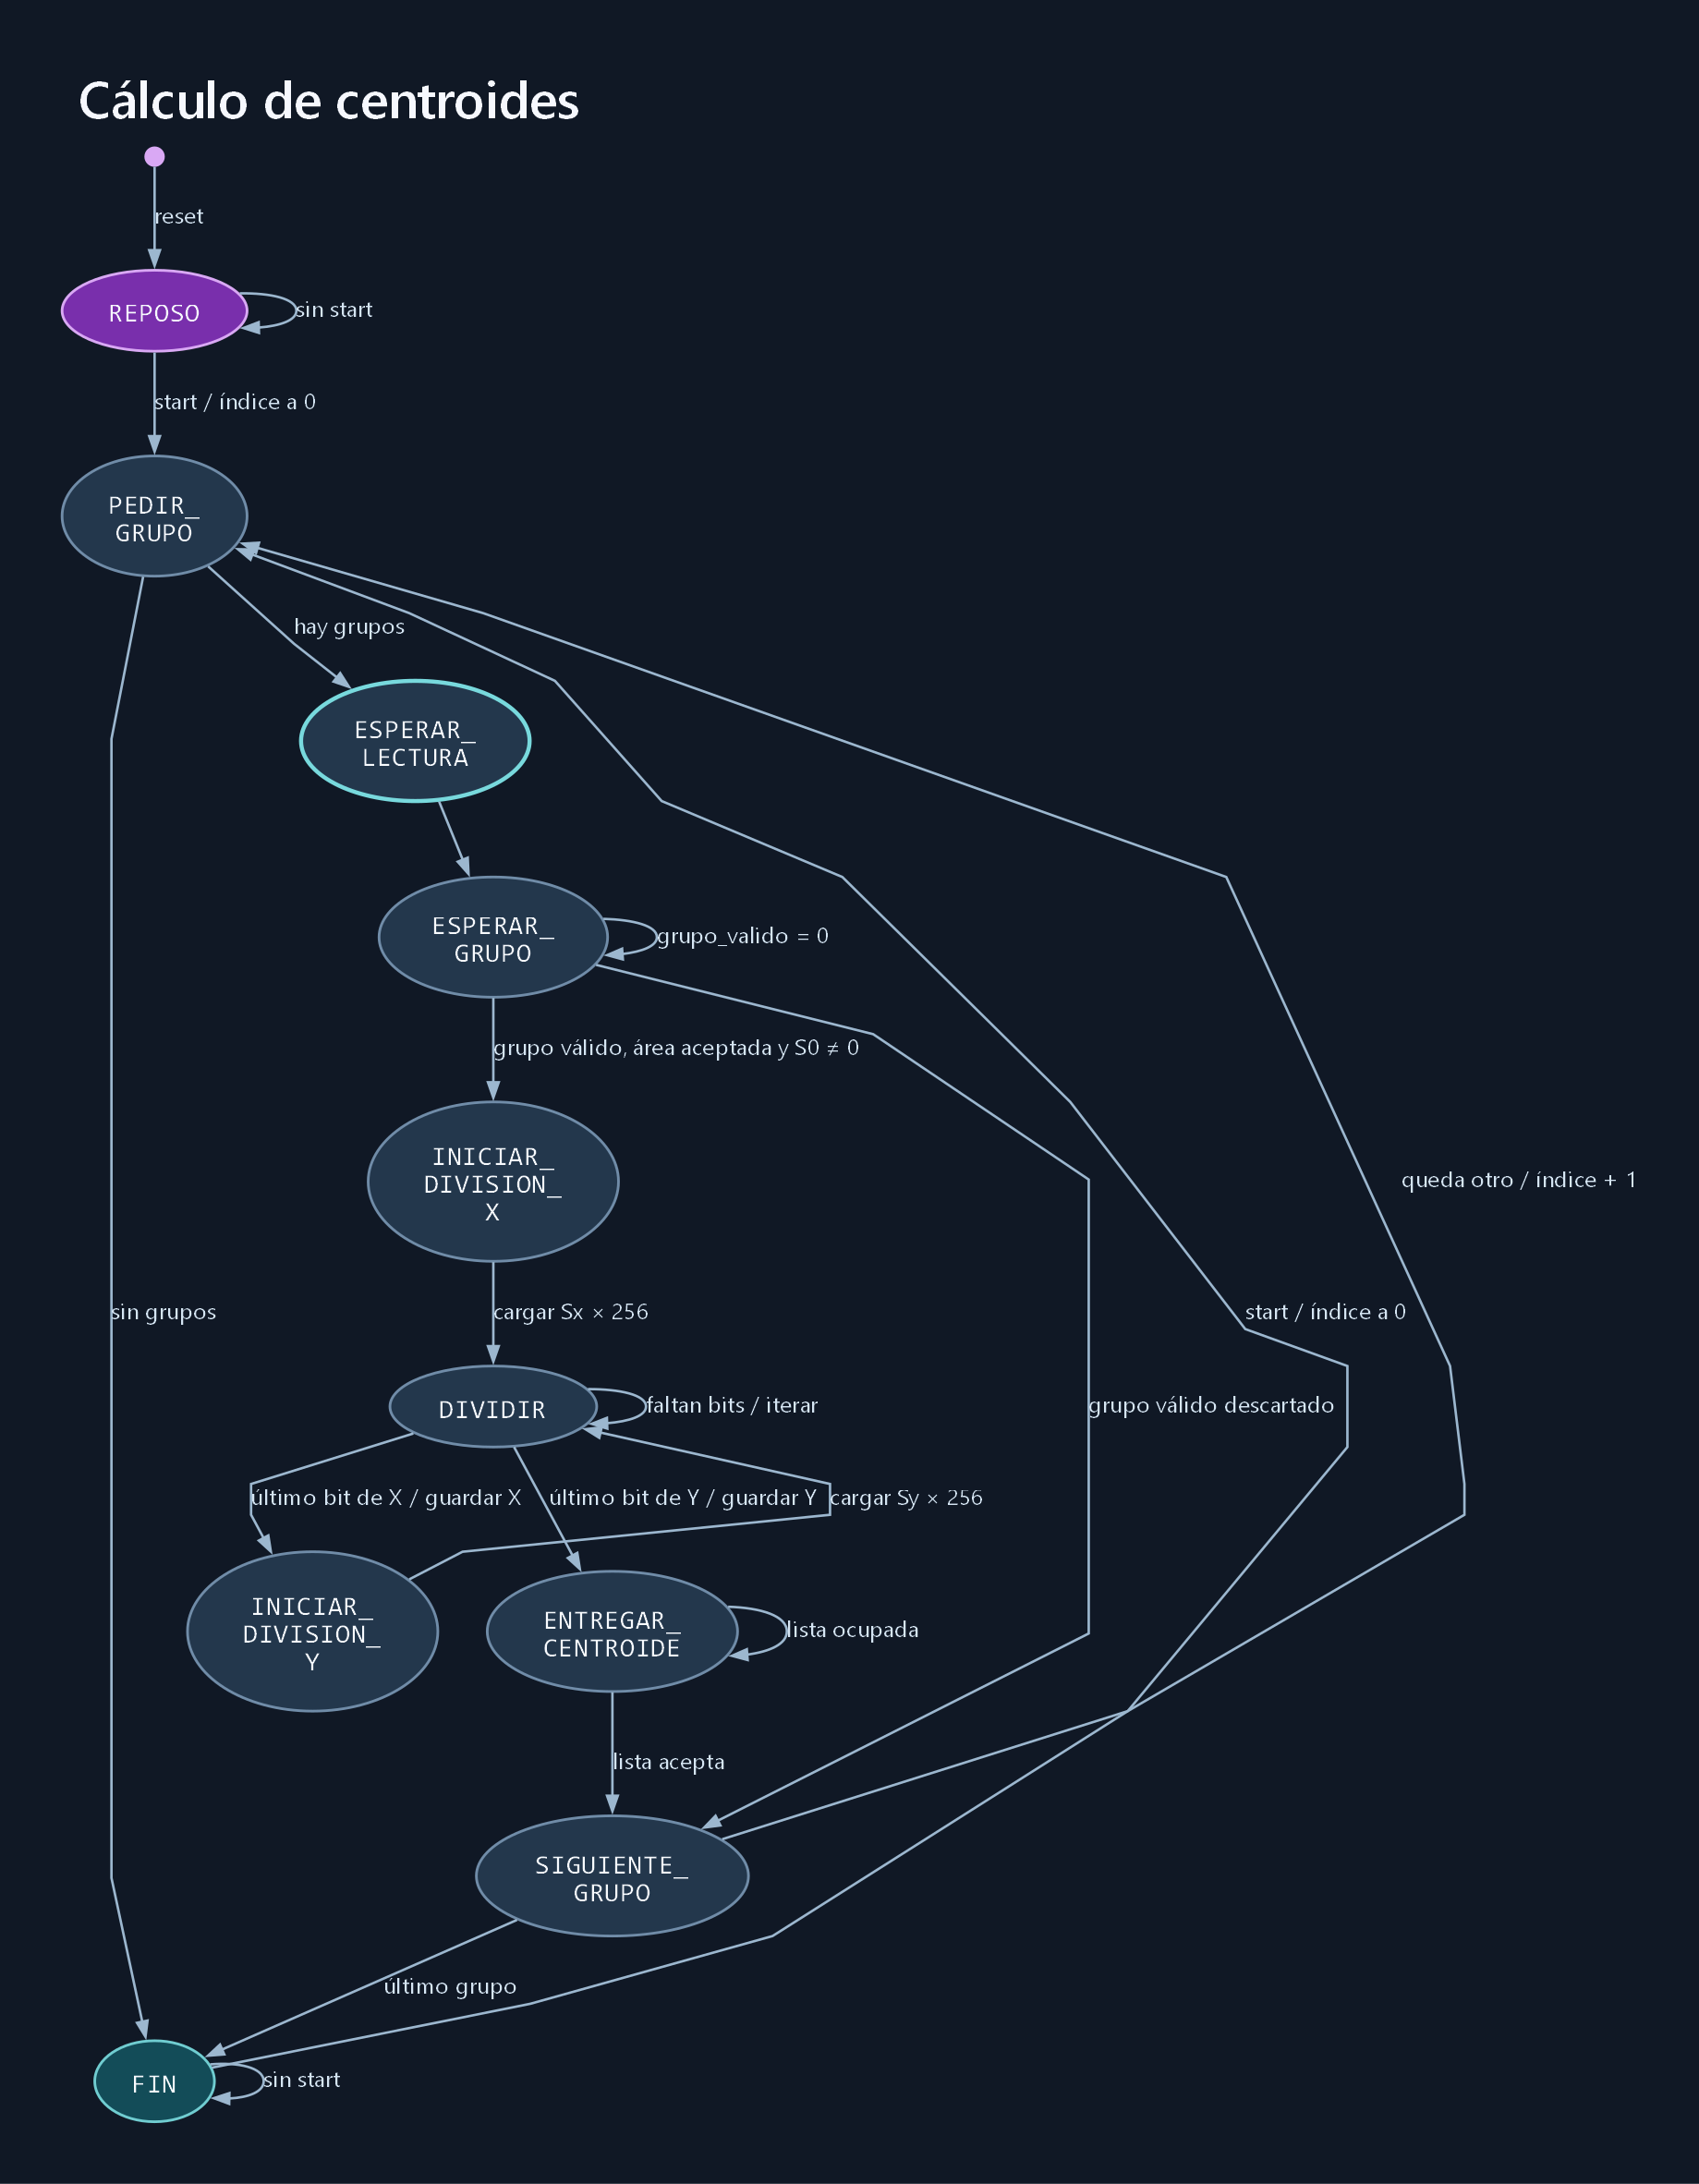 Cálculo de centroides
reset
REPOSO
sin start
start / índice a 0
PEDIR_
GRUPO
hay grupos
ESPERAR_
LECTURA
ESPERAR_
GRUPO
grupo_valido = 0
grupo válido, área aceptada y S0 ≠ 0
INICIAR_
DIVISION_
X
queda otro / índice + 1
sin grupos
cargar Sx × 256
start / índice a 0
DIVIDIR
faltan bits / iterar
grupo válido descartado
último bit de X / guardar X
último bit de Y / guardar Y
cargar Sy × 256
INICIAR_
DIVISION_
Y
ENTREGAR_
CENTROIDE
lista ocupada
lista acepta
SIGUIENTE_
GRUPO
último grupo
FIN
sin start